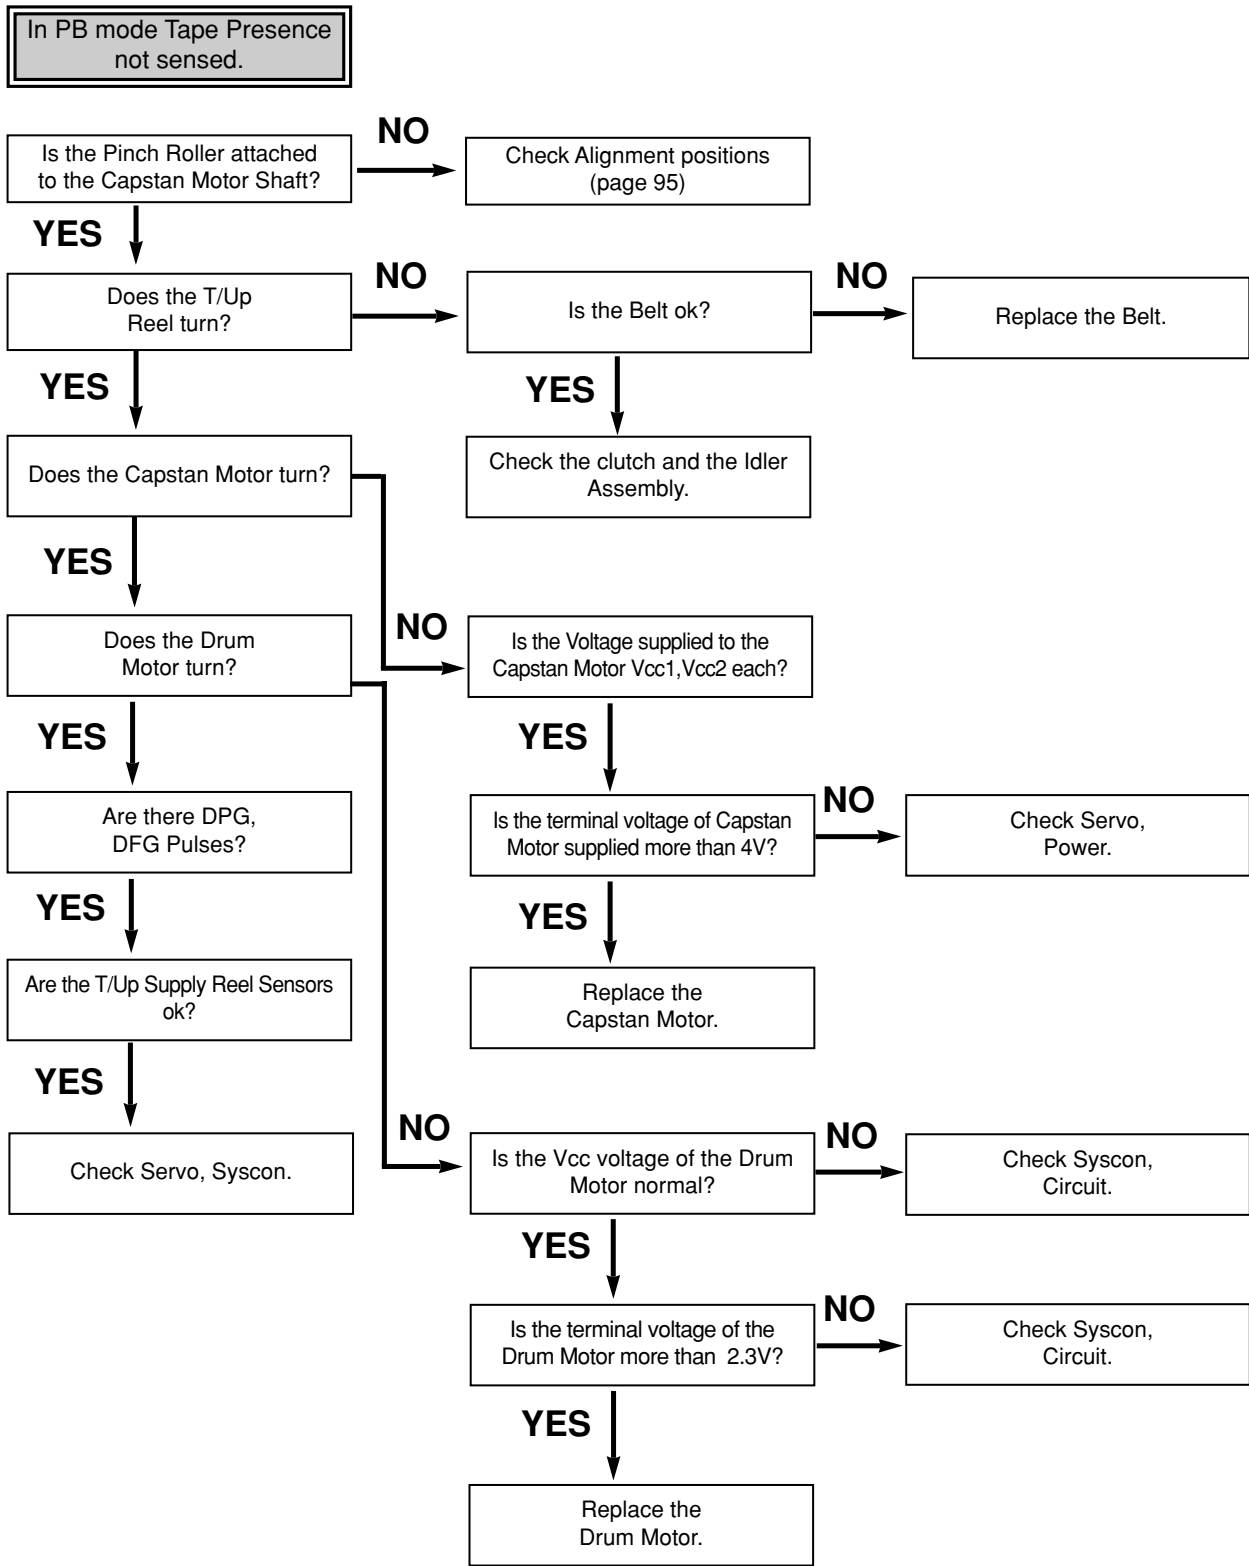 In PB mode Tape Presence
not sensed.
NO
Is the Pinch Roller attached
to the Capstan Motor Shaft?
Check Alignment positions
(page 95)
YES
NO
NO
Does the T/Up
Reel turn?
Is the Belt ok?
Replace the Belt.
YES
YES
Does the Capstan Motor turn?
Check the clutch and the Idler
Assembly.
YES
NO
Does the Drum
Motor turn?
Is the Voltage supplied to the
Capstan Motor Vcc1,Vcc2 each?
YES
YES
NO
Are there DPG,
DFG Pulses?
Is the terminal voltage of Capstan
Motor supplied more than 4V?
Check Servo,
Power.
YES
YES
Are the T/Up Supply Reel Sensors
ok?
Replace the
Capstan Motor.
YES
NO
NO
Check Servo, Syscon.
Is the Vcc voltage of the Drum
Motor normal?
Check Syscon,
Circuit.
YES
NO
Is the terminal voltage of the
Drum Motor more than 2.3V?
Check Syscon,
Circuit.
YES
Replace the
Drum Motor.